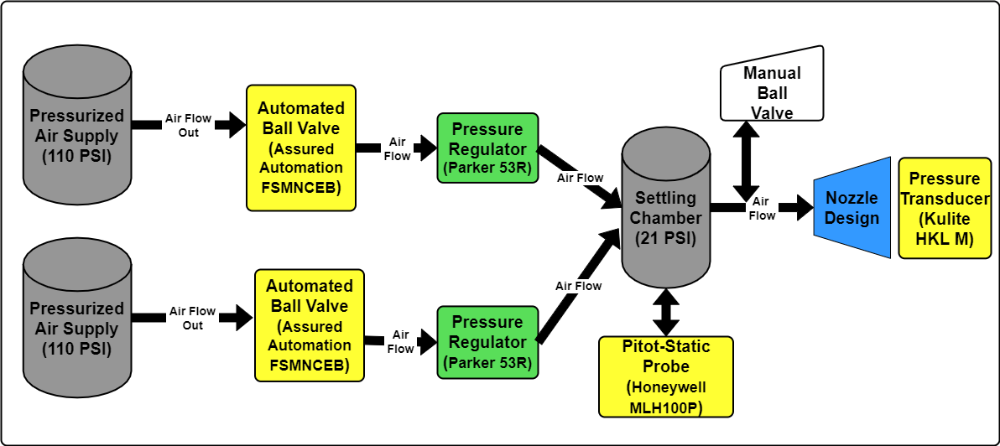 Pressurized
Air Supply
(110 PSI)
Air Flow
Out
Automated
Ball Valve
(Assured
Automation
FSMNCEB)
Air
Flow
Pressure
Regulator
(Parker 53R)
Air Flow
Settling
Chamber
(21 PSI)
Manual
Ball
Valve
Air
Flow
Nozzle
Design
Pressure
Transducer
(Kulite
HKL M)
Pressurized
Air Supply
(110 PSI)
Air Flow
Out
Automated
Ball Valve
(Assured
Automation
FSMNCEB)
Air
Flow
Pressure
Regulator
(Parker 53R)
Air Flow
Pitot-Static
Probe
(Honeywell
MLH100P)